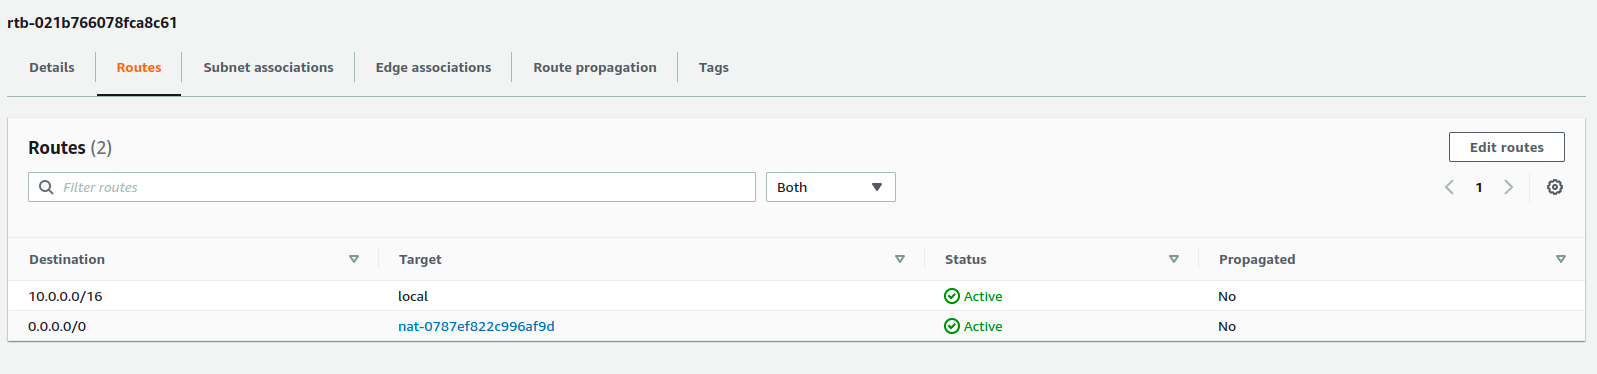 rtb-021b766078fca8c61
Details Routes Subnet associations Edge associations Route propagation Tags
Routes (2) Edit routes
Filter routes Both 1
Destination Target Status Propagated
10.0.0.0/16 local Active No
0.0.0.0/0 nat-0787ef822c996af9d Active No